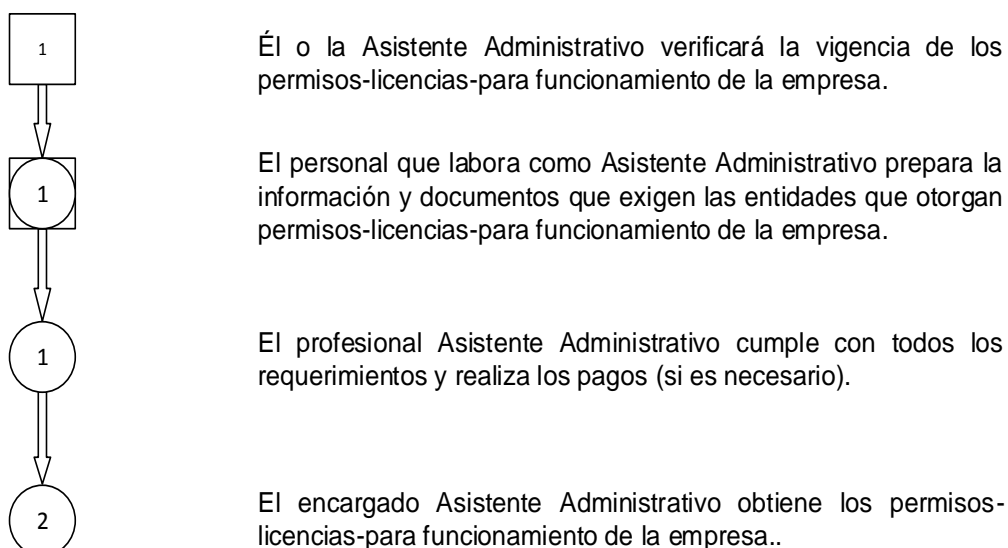 1
Él o la Asistente Administrativo verificará la vigencia de los
permisos-licencias-para funcionamiento de la empresa.
1
El personal que labora como Asistente Administrativo prepara la
información y documentos que exigen las entidades que otorgan
permisos-licencias-para funcionamiento de la empresa.
1
El profesional Asistente Administrativo cumple con todos los
requerimientos y realiza los pagos (si es necesario).
2
El encargado Asistente Administrativo obtiene los permisos-
licencias-para funcionamiento de la empresa..